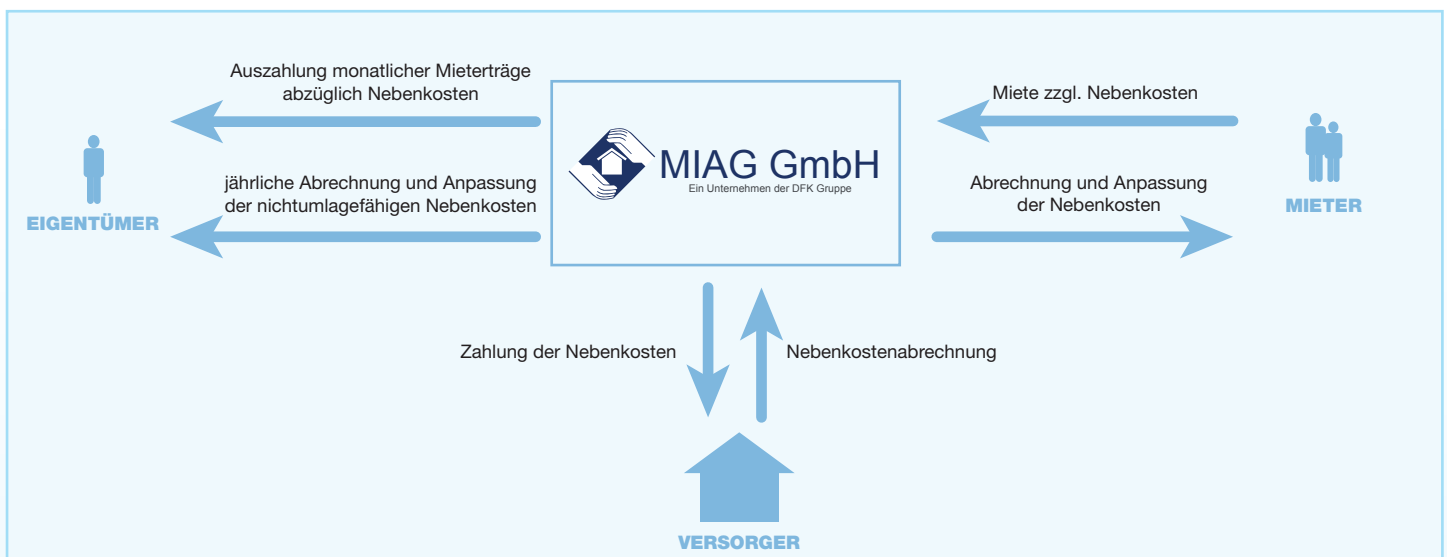 Auszahlung monatlicher Mieterträge
abzüglich Nebenkosten
Miete zzgl. Nebenkosten
MIAG GmbH
Ein Unternehmen der DFK Gruppe
jährliche Abrechnung und Anpassung
der nichtumlagefähigen Nebenkosten
Abrechnung und Anpassung
der Nebenkosten
EIGENTÜMER
MIETER
Zahlung der Nebenkosten
Nebenkostenabrechnung
VERSORGER